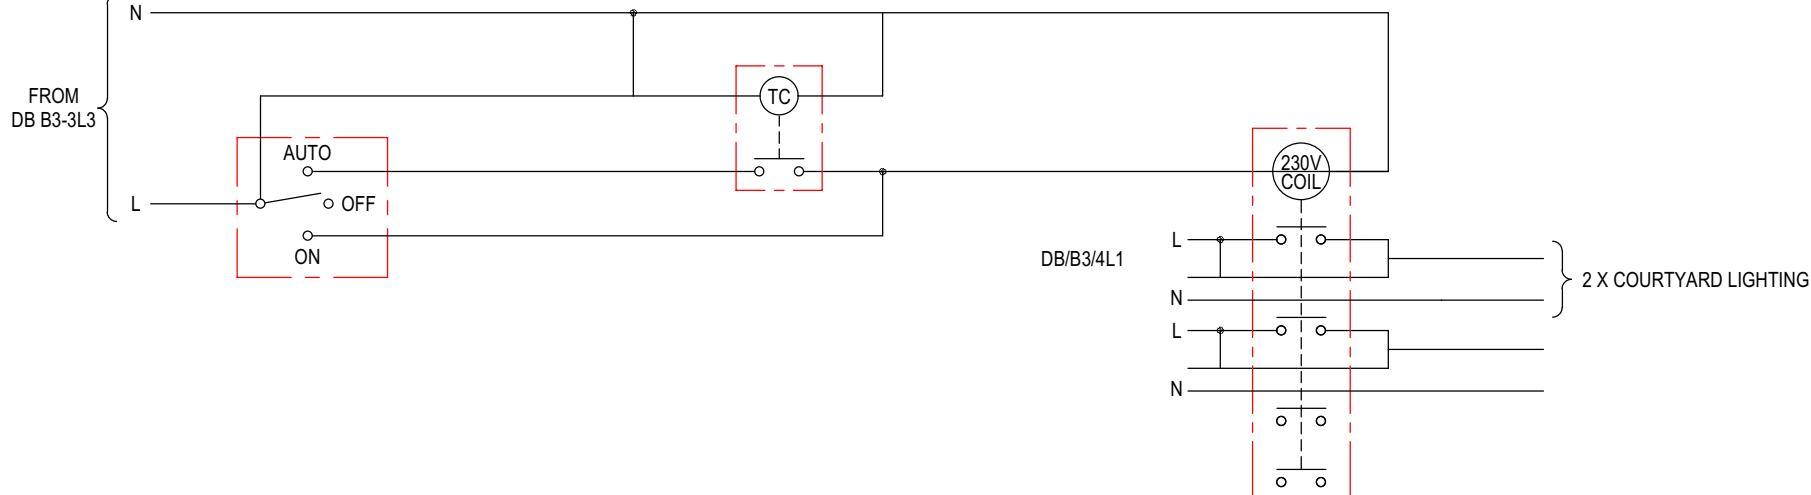 N
FROM
DB B3-3L3
TC
AUTO
230V
COIL
L
OFF
ON
L
DB/B3/4L1
2 X COURTYARD LIGHTING
N
L
N